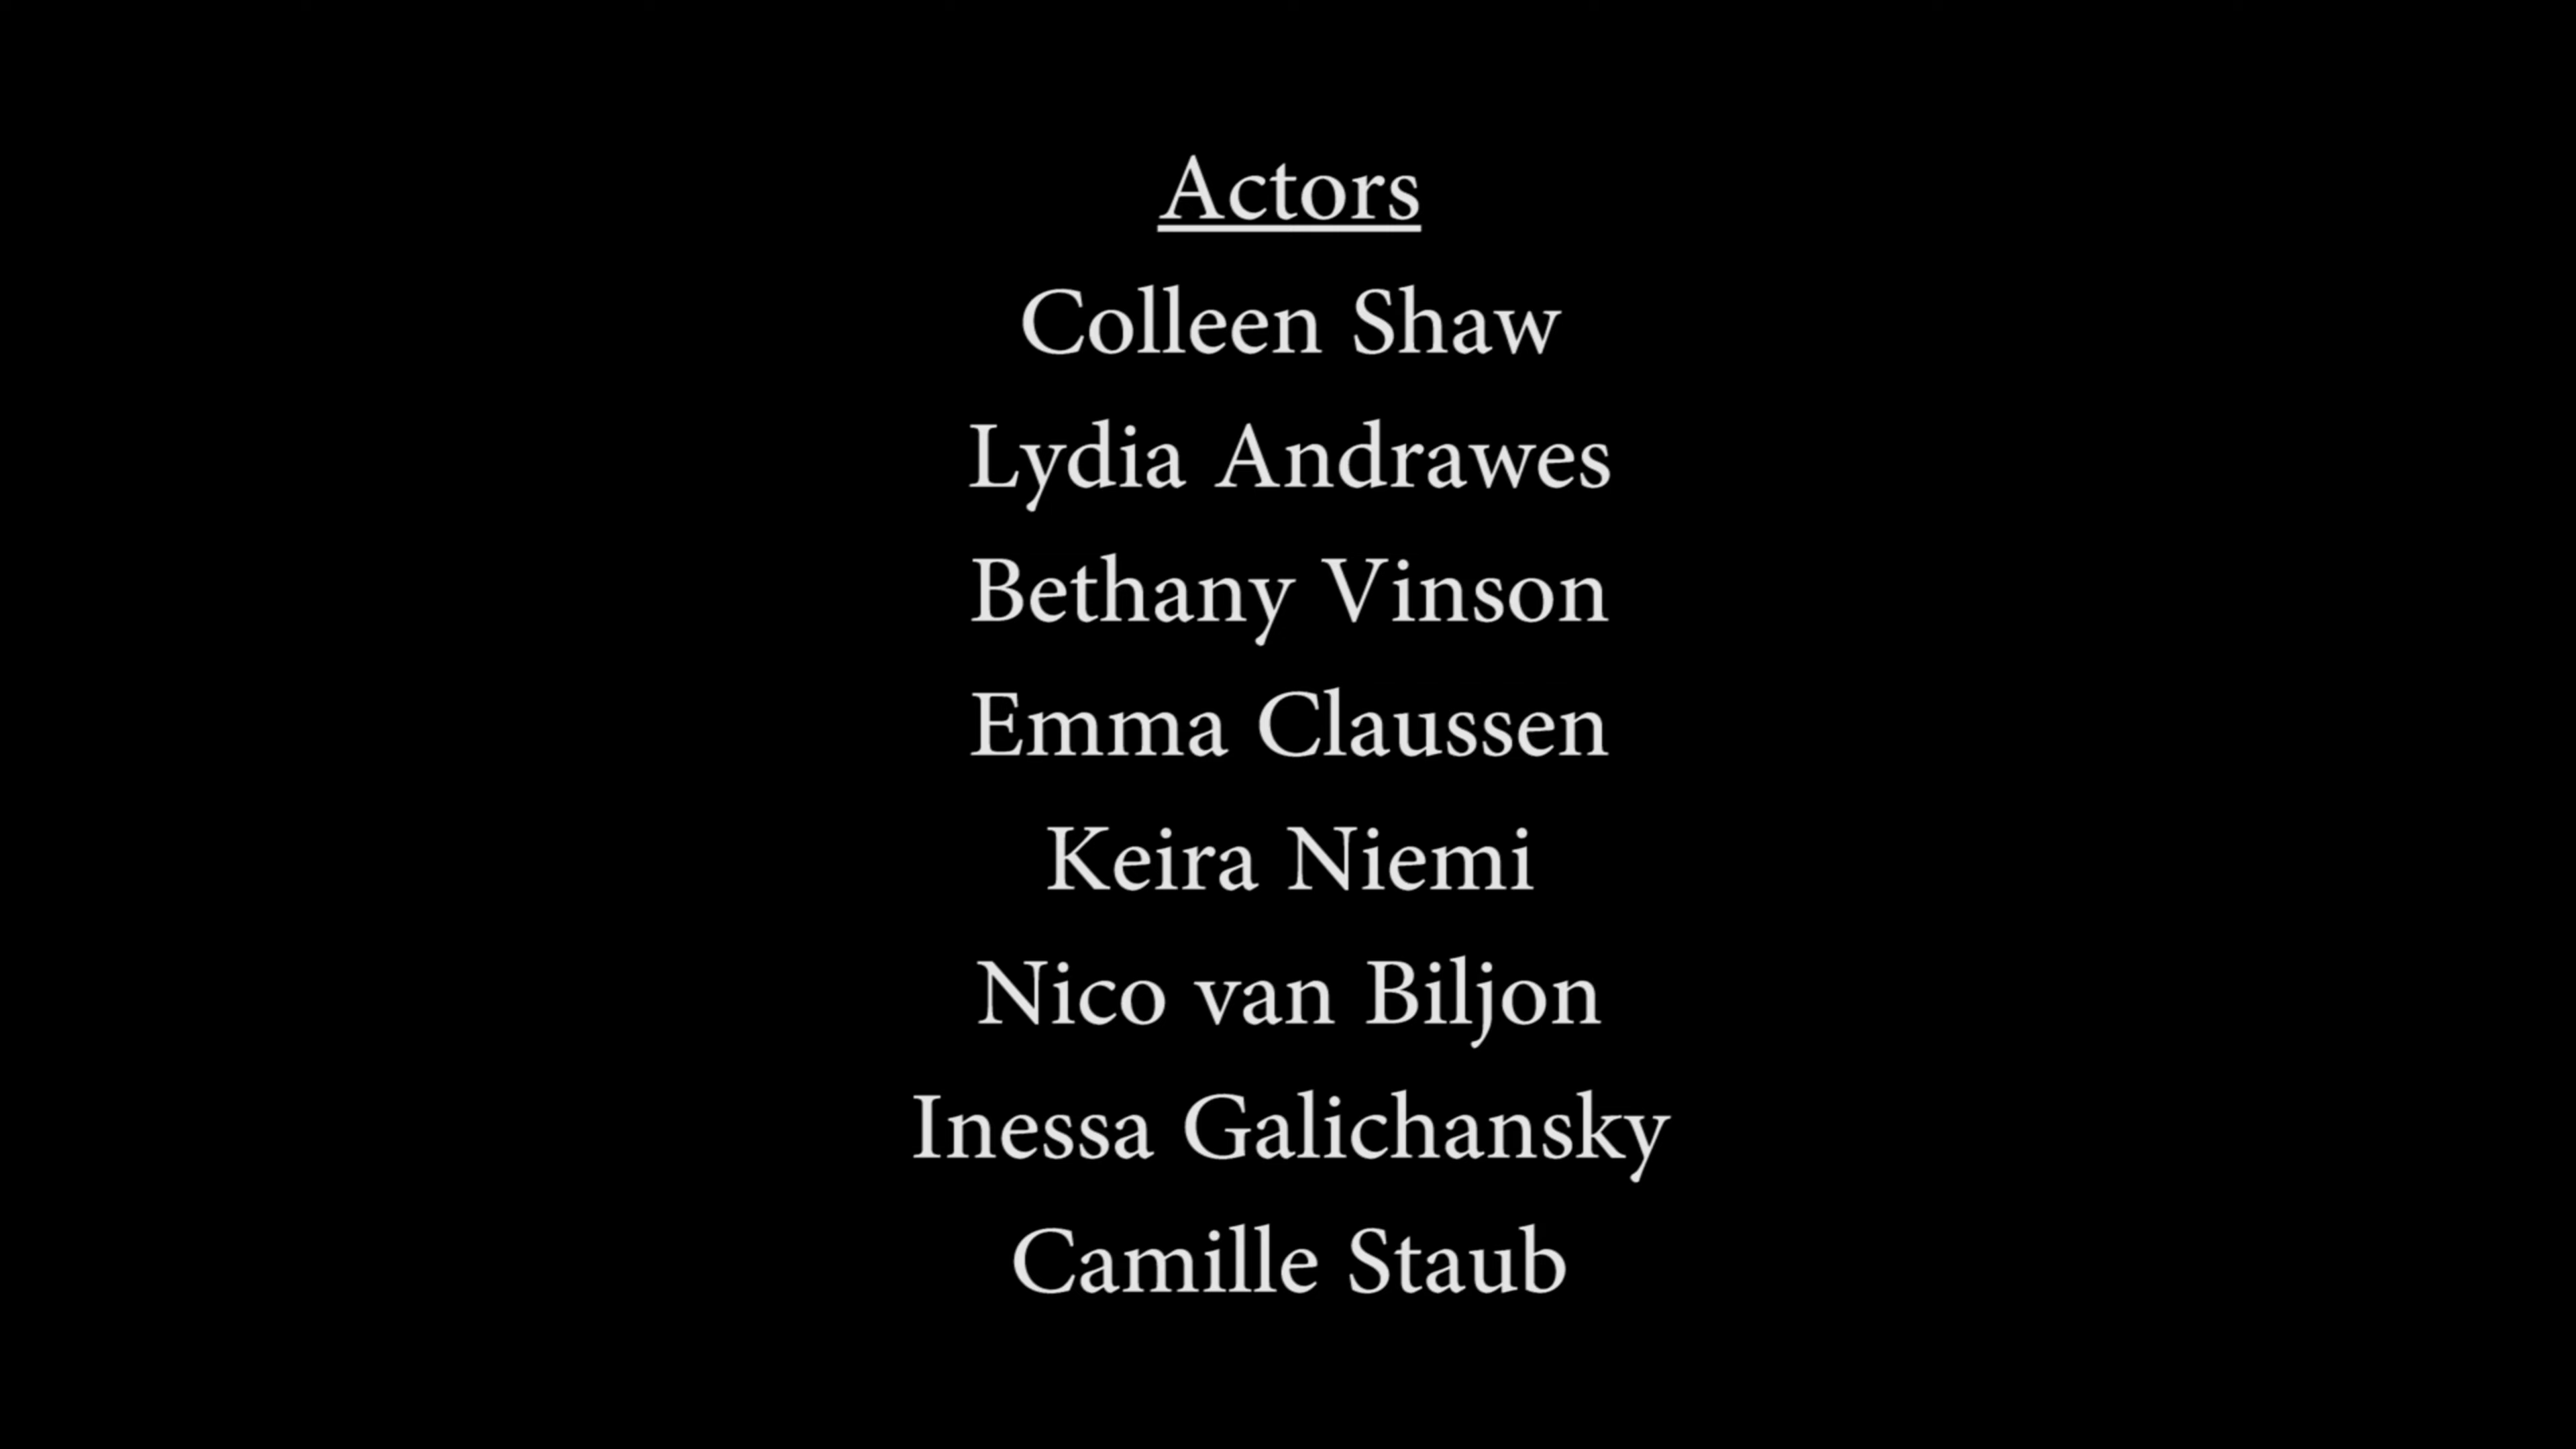 Actors
Colleen Shaw
Lydia Andrawes
Bethany Vinson
Emma Claussen
Keira Niemi
Nico van Biljon
Inessa Galichansky
Camille Staub